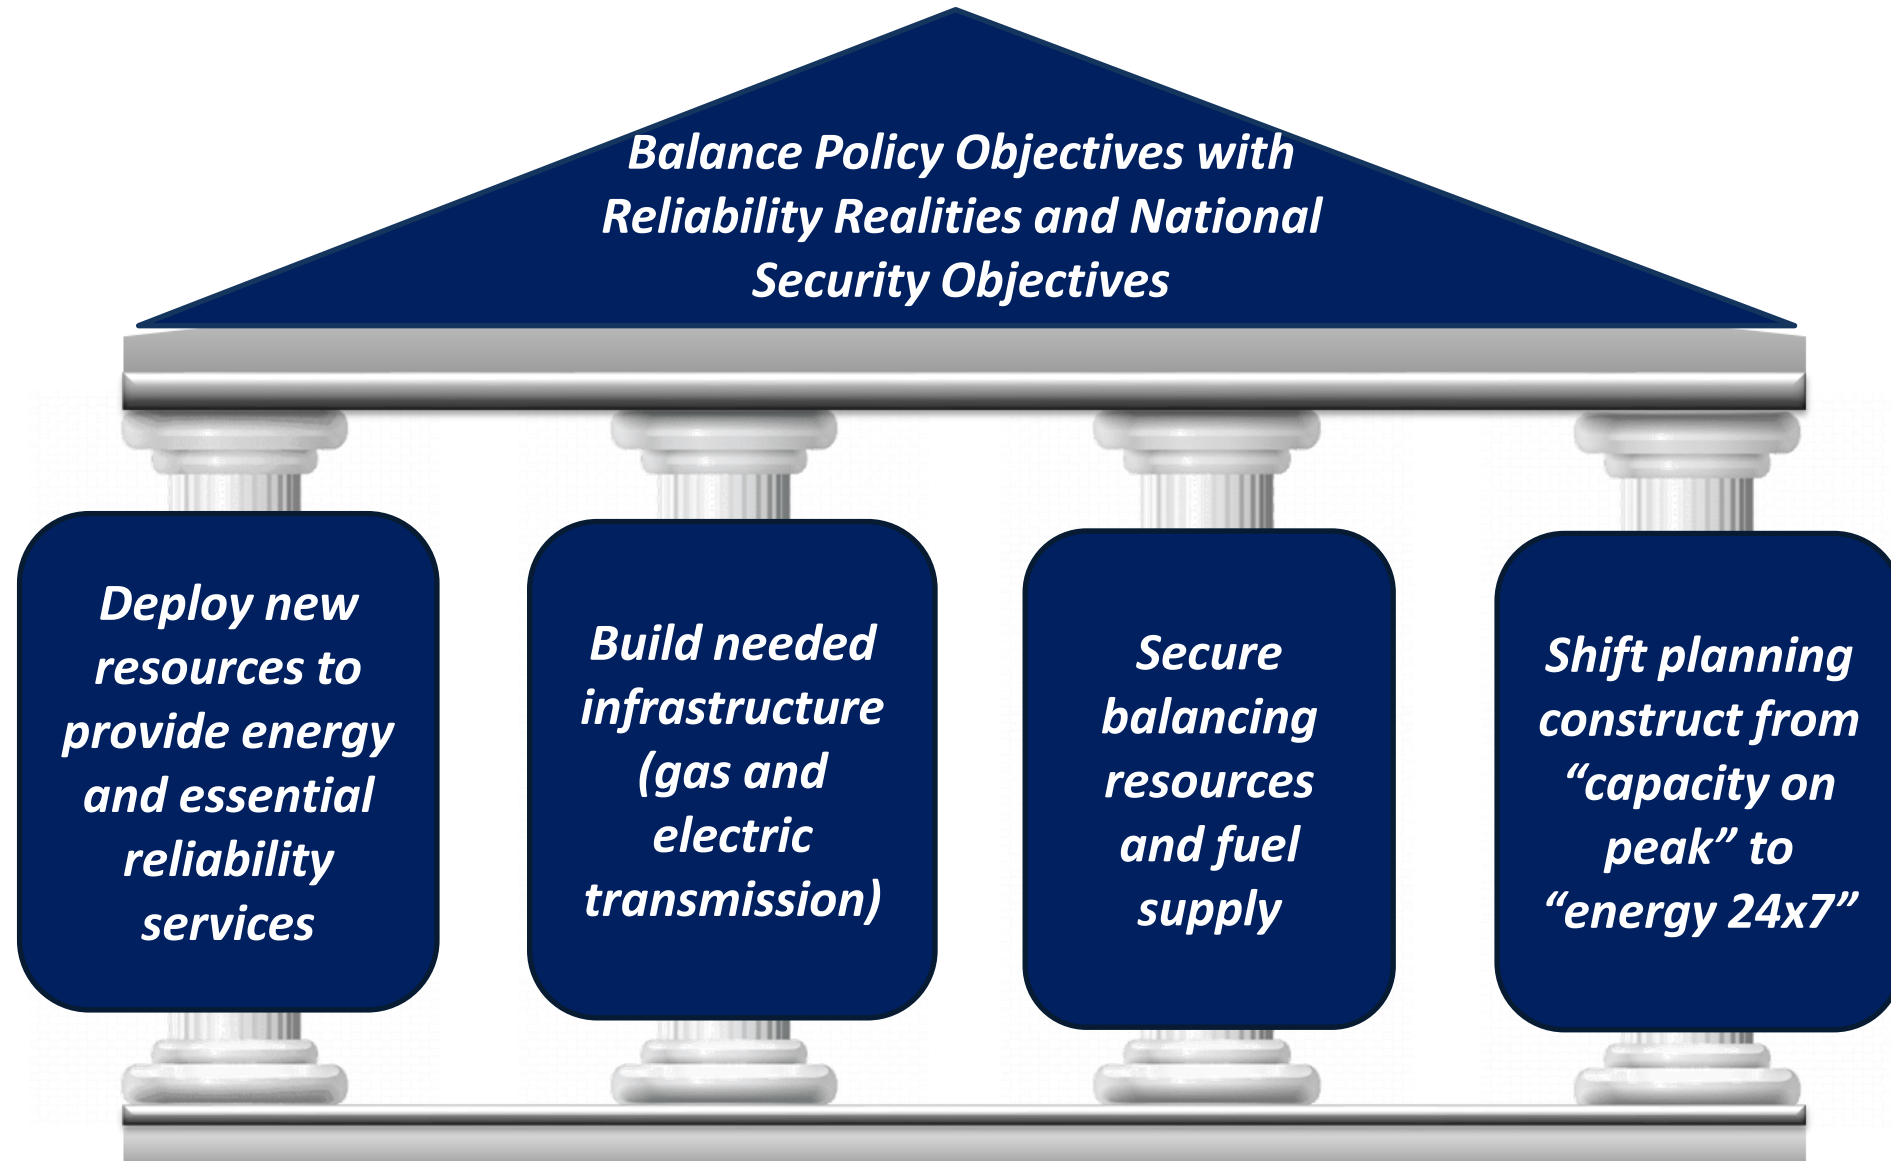 Balance Policy Objectives with
Reliability Realities and National
Security Objectives
Deploy new
resources to
provide energy
and essential
reliability
services
Build needed
infrastructure
(gas and
electric
transmission)
Secure
balancing
resources
and fuel
supply
Shift planning
construct from
“capacity on
peak” to
“energy 24x7”